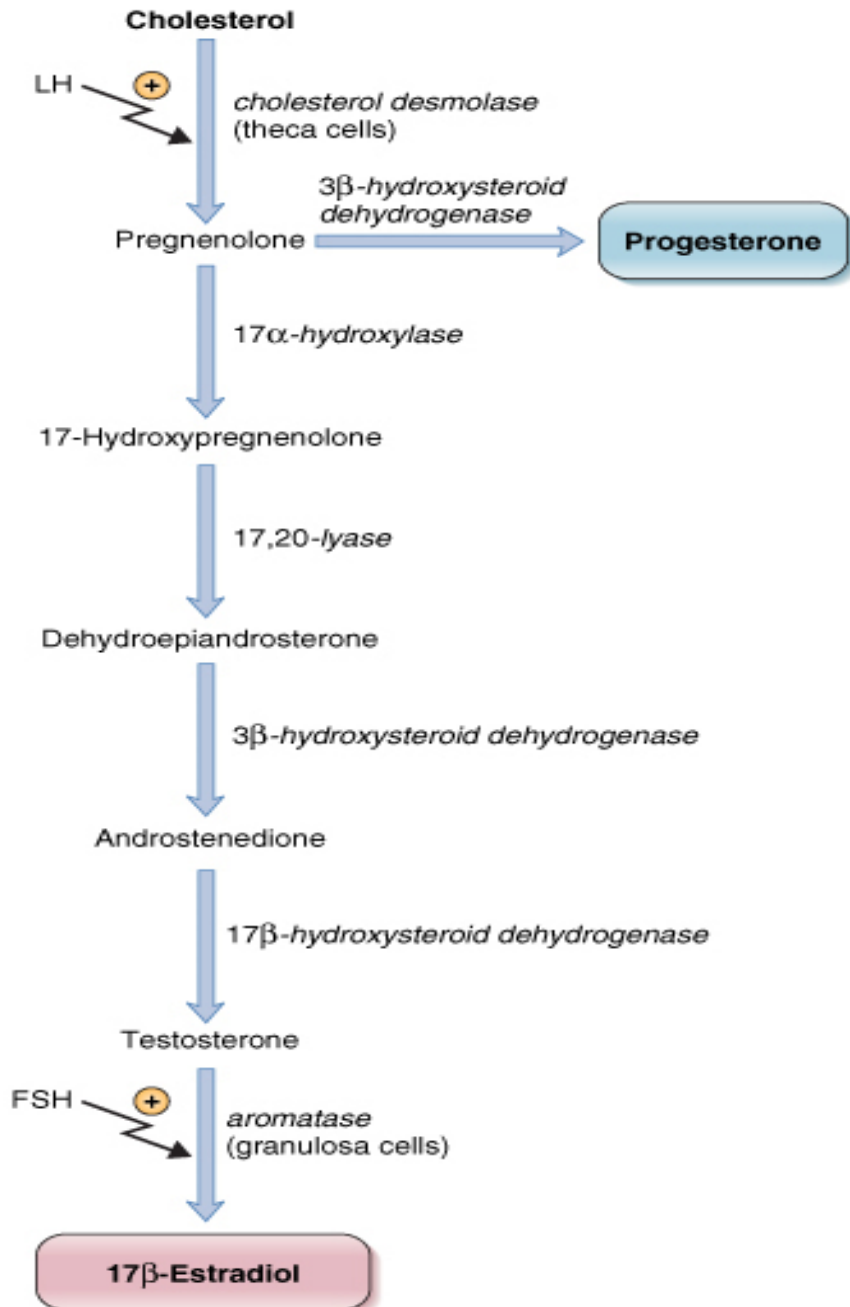 Cholesterol
LH
+
cholesterol desmolase
(theca cells)
3β-hydroxysteroid
dehydrogenase
Pregnenolone
Progesterone
17α-hydroxylase
17-Hydroxypregnenolone
17,20-lyase
Dehydroepiandrosterone
3β-hydroxysteroid dehydrogenase
Androstenedione
17β-hydroxysteroid dehydrogenase
Testosterone
FSH
+
aromatase
(granulosa cells)
17β-Estradiol